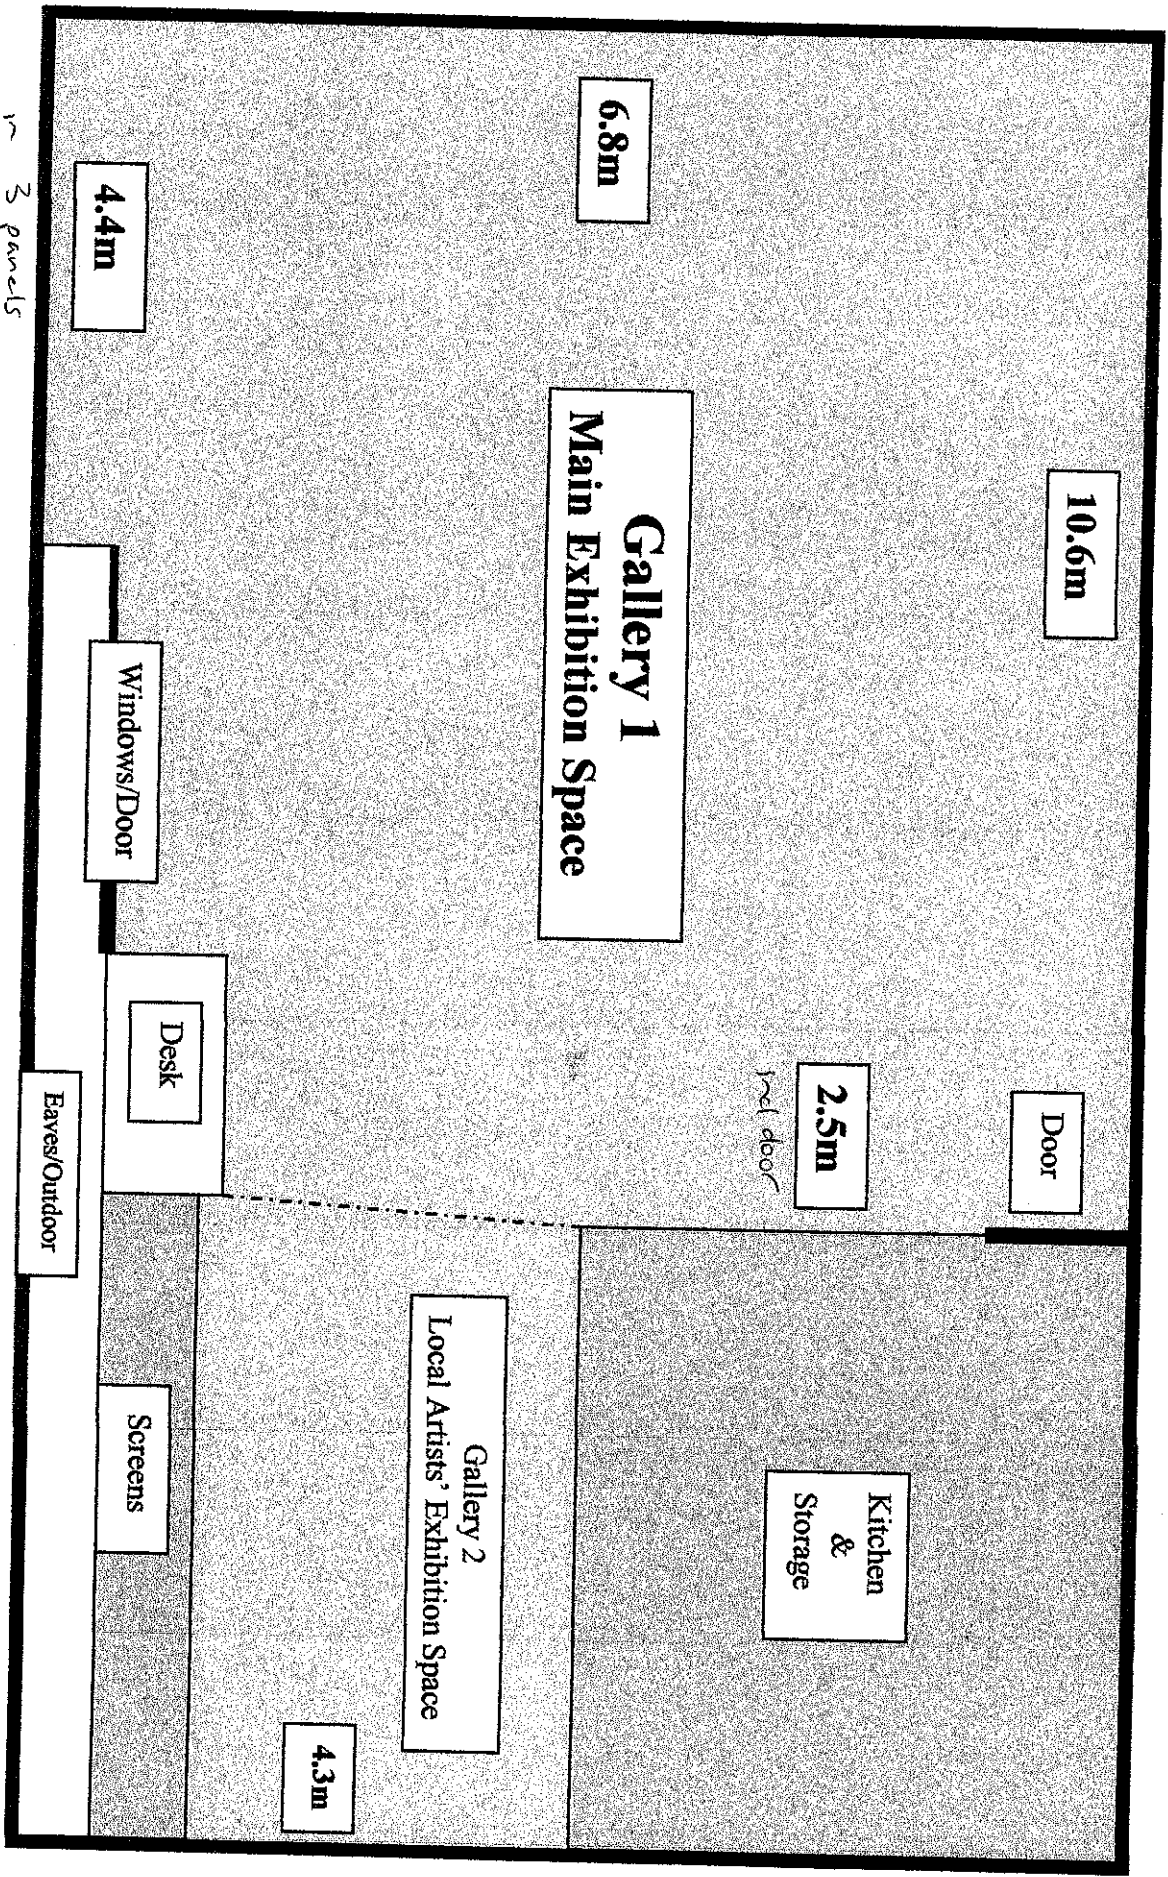 10.6m
Door
2.5m
incl door
Kitchen
&
Storage
Gallery 1
Main Exhibition Space
6.8m
Gallery 2
Local Artists' Exhibition Space
4.3m
4.4m
Windows/Door
Desk
Screens
Eaves/Outdoor
in 3 panels